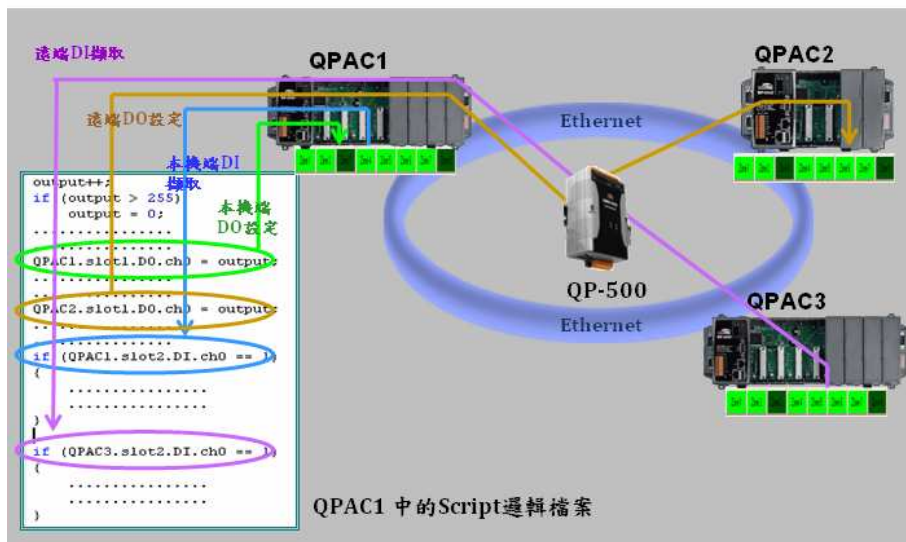 遠端DI擷取
QPAC1
QPAC2
遠端DO設定
Ethernet
本機端DI
擷取
本機端
DO設定
output++;
if (output > 255)
output = 0;
................
................
QPAC1.slot1.DO.ch0 = output;
................
................
QPAC2.slot1.DO.ch0 = output;
................
................
if (QPAC1.slot2.DI.ch0 == 1)
{
................
................
}
if (QPAC3.slot2.DI.ch0 == 1)
{
................
................
}
QP-500
QPAC3
Ethernet
QPAC1 中的Script邏輯檔案